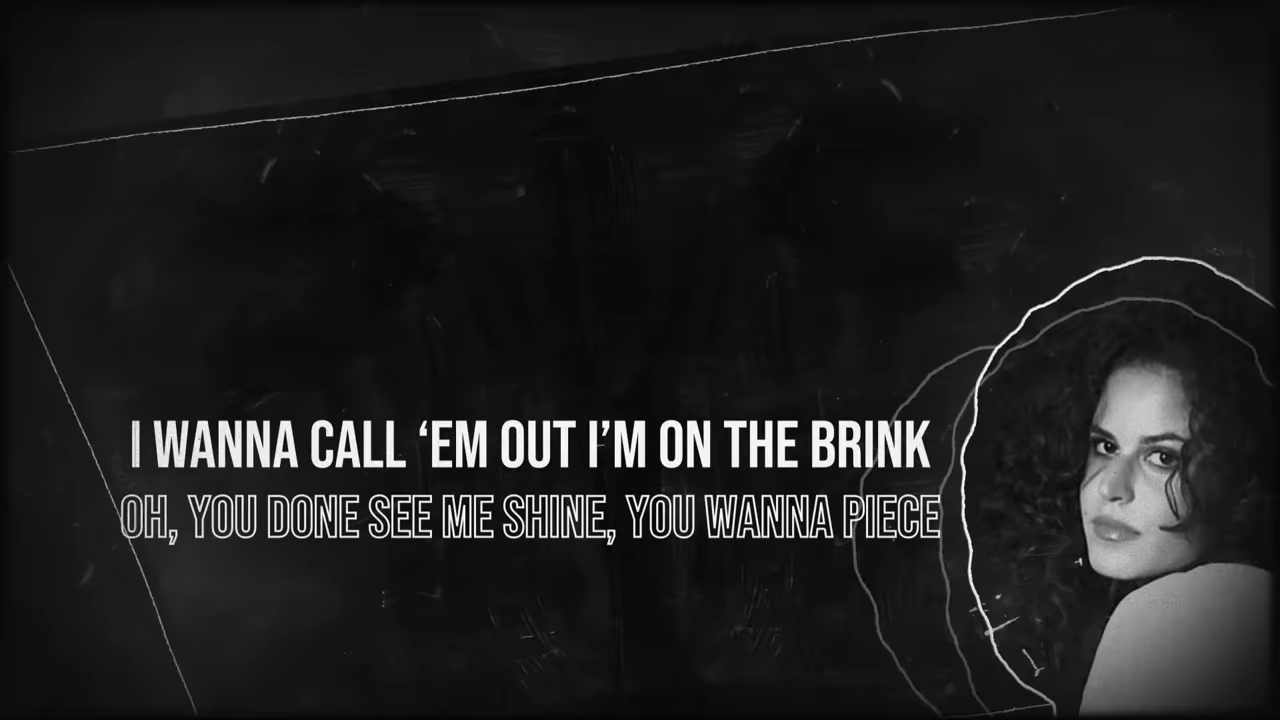 I WANNA CALL ‘EM OUT I’M ON THE BRINK
OH, YOU DONE SEE ME SHINE, YOU WANNA PIECE